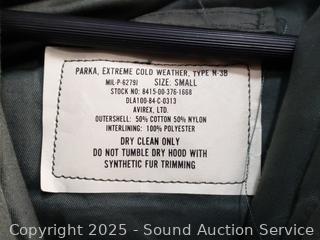 PARKA, EXTREME COLD WEATHER, TYPE N-3B
MIL-P-6279I SIZE: SMALL
STOCK NO: 8415-00-376-1668
DLA100-84-C-0313
AVIREX, LTD.
OUTERSHELL: 50% COTTON 50% NYLON
INTERLINING: 100% POLYESTER
DRY CLEAN ONLY
DO NOT TUMBLE DRY HOOD WITH
SYNTHETIC FUR TRIMMING
Copyright 2025 - Sound Auction Service